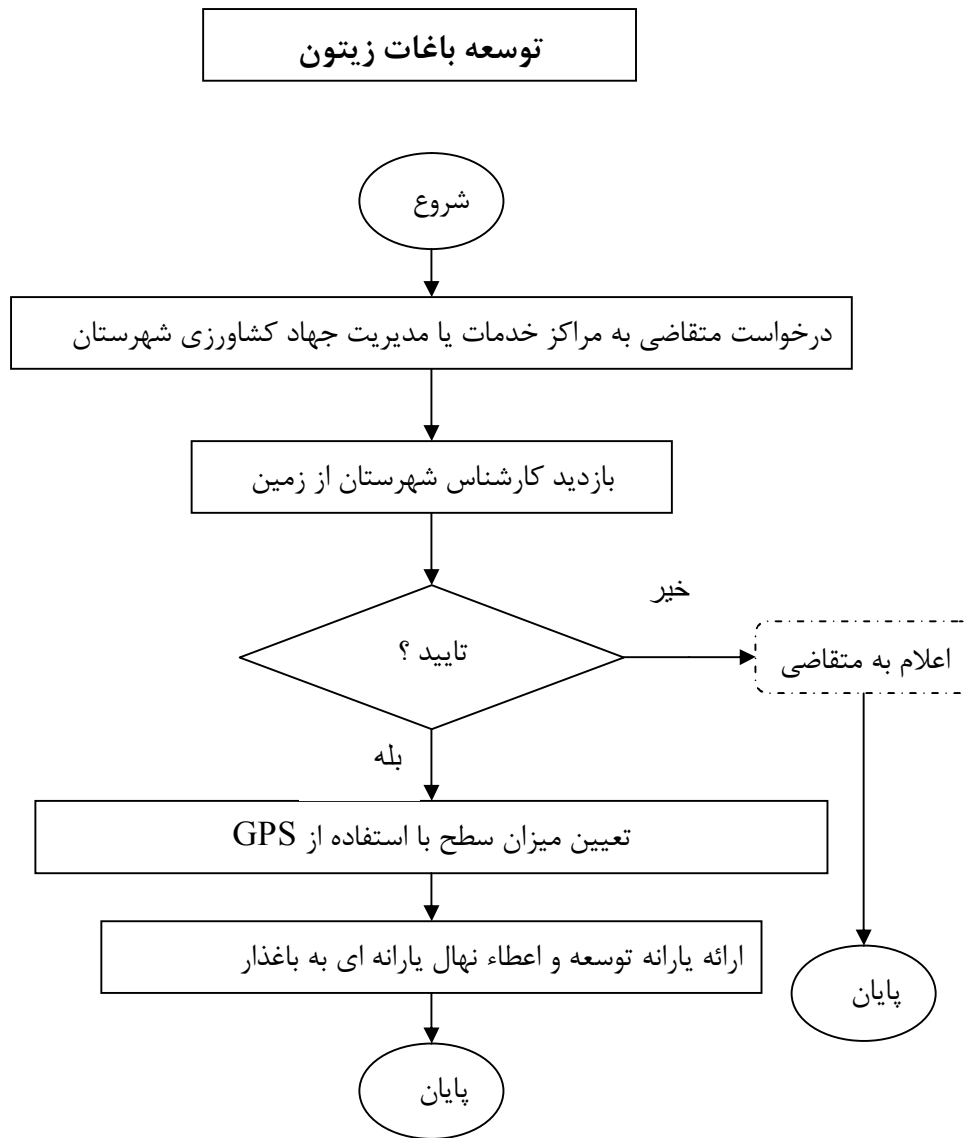 توسعه باغات زیتون
شروع
درخواست متقاضی به مراکز خدمات یا مدیریت جهاد کشاورزی شهرستان
بازدید کارشناس شهرستان از زمین
تایید ؟
خیر
اعلام به متقاضی
بله
تعیین میزان سطح با استفاده از GPS
ارائه یارانه توسعه و اعطاء نهال یارانه ای به باغذار
پایان
پایان